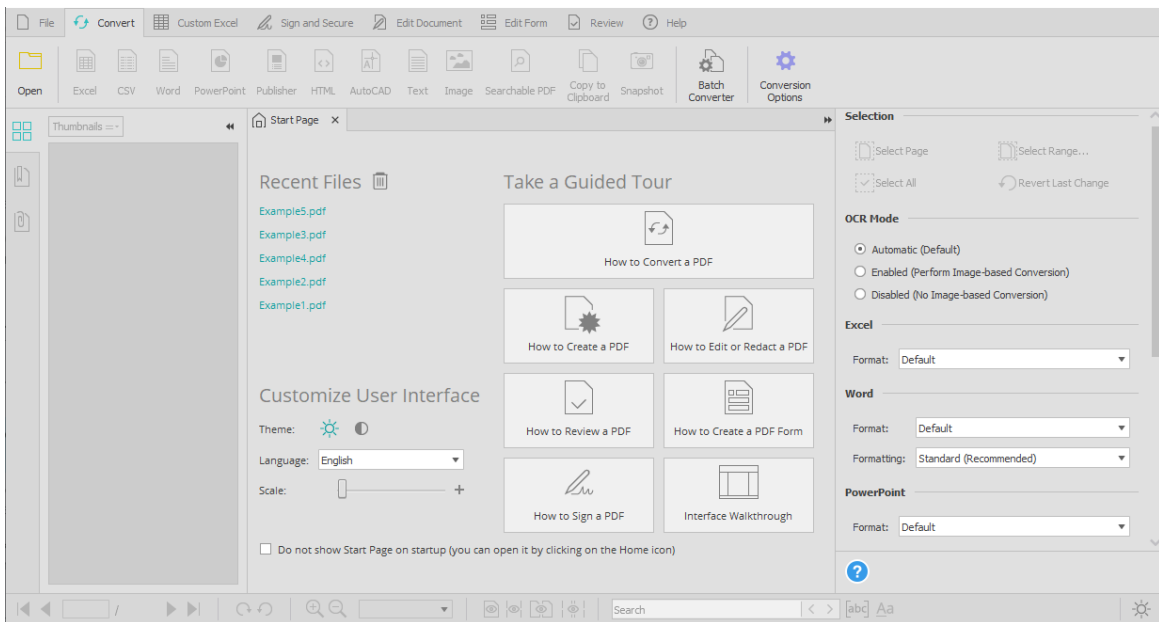 File Convert Custom Excel Sign and Secure Edit Document Edit Form Review ? Help
Open Excel CSV Word PowerPoint Publisher HTML AutoCAD Text Image Searchable PDF Copy to Clipboard Snapshot Batch Converter Conversion Options
Thumbnails
Start Page
Recent Files
Example5.pdf
Example3.pdf
Example4.pdf
Example2.pdf
Example1.pdf
Customize User Interface
Theme:
Language: English
Scale:
Take a Guided Tour
How to Convert a PDF
How to Create a PDF
How to Edit or Redact a PDF
How to Review a PDF
How to Create a PDF Form
How to Sign a PDF
Interface Walkthrough
Do not show Start Page on startup (you can open it by clicking on the Home icon)
Selection
Select Page Select Range...
Select All Revert Last Change
OCR Mode
Automatic (Default)
Enabled (Perform Image-based Conversion)
Disabled (No Image-based Conversion)
Excel
Format: Default
Word
Format: Default
Formatting: Standard (Recommended)
PowerPoint
Format: Default
?
/ Search abc Aa